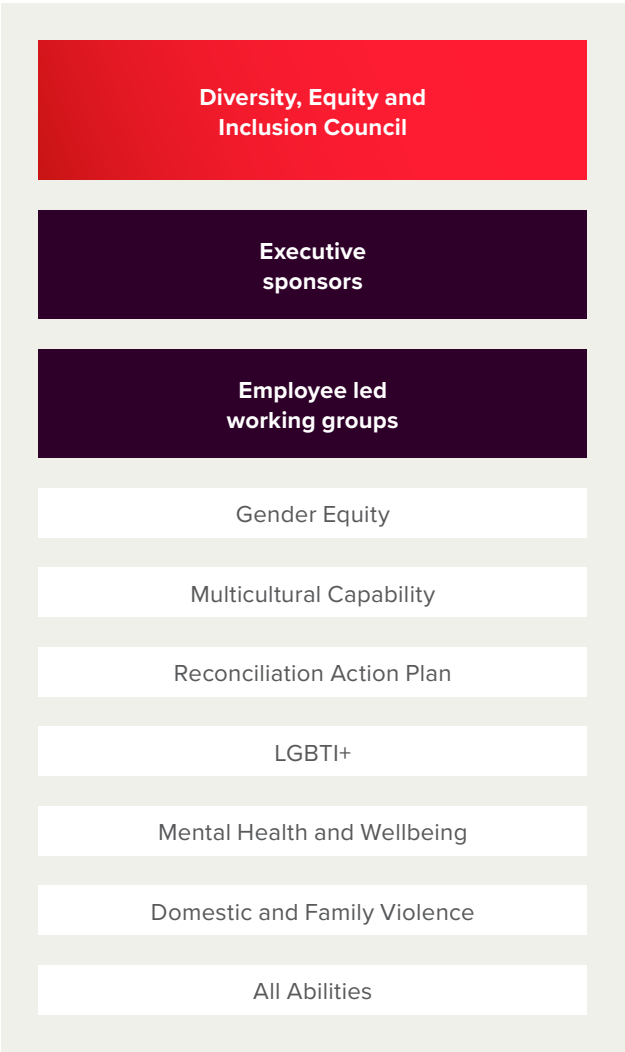 Diversity, Equity and
Inclusion Council
Executive
sponsors
Employee led
working groups
Gender Equity
Multicultural Capability
Reconciliation Action Plan
LGBTI+
Mental Health and Wellbeing
Domestic and Family Violence
All Abilities